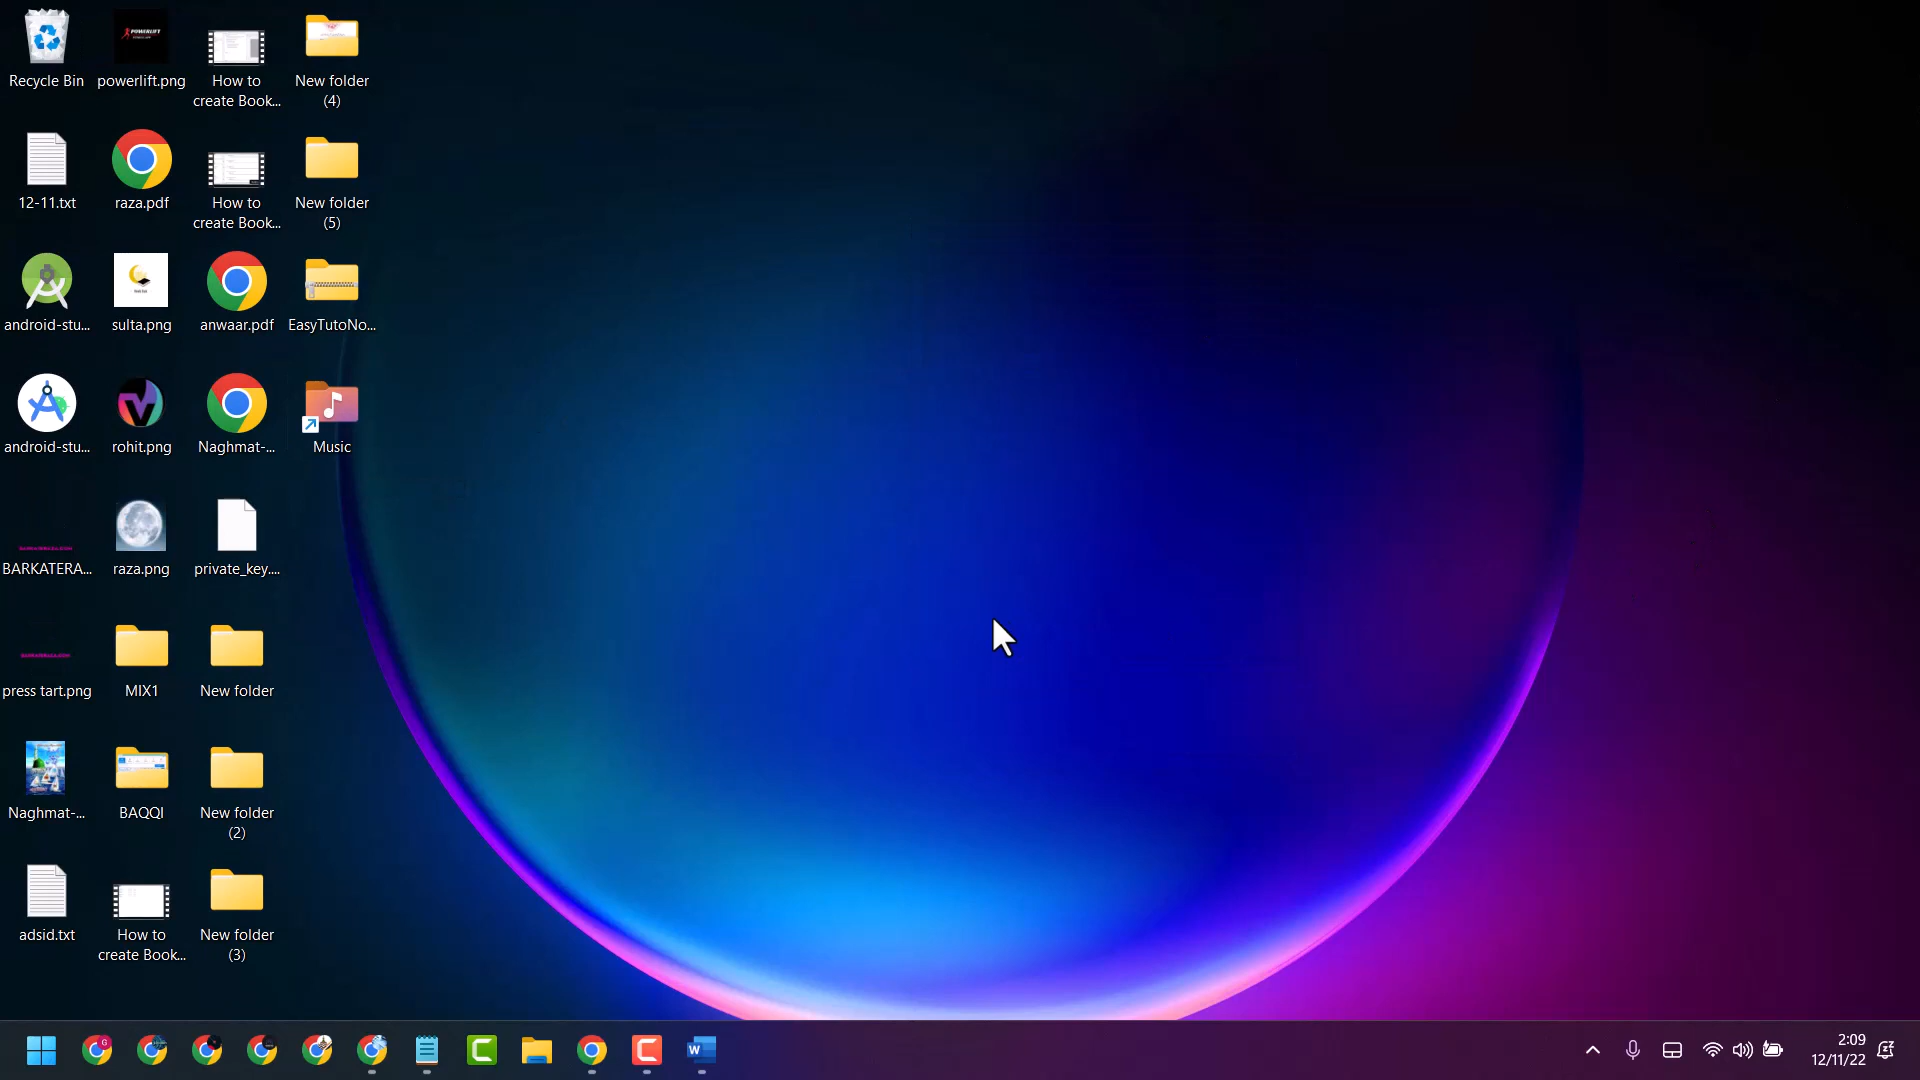 Recycle Bin
powerlift.png
How to
create Book...
New folder
(4)
12-11.txt
raza.pdf
How to
create Book...
New folder
(5)
android-stu...
sulta.png
anwaar.pdf
EasyTutoNo...
android-stu...
rohit.png
Naghmat-...
Music
BARKATERA...
raza.png
private_key....
press tart.png
MIX1
New folder
Naghmat-...
BAQQI
New folder
(2)
adsid.txt
How to
create Book...
New folder
(3)
2:09
12/11/22